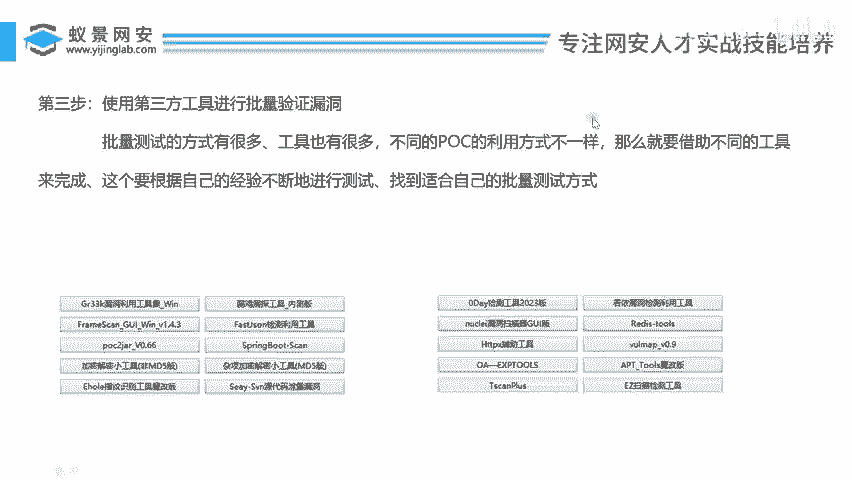 蚁景网安
www.yijinglab.com
专注网安人才实战技能培养
第三步：使用第三方工具进行批量验证漏洞
批量测试的方式有很多、工具也有很多，不同的POC的利用方式不一样，那么就要借助不同的工具
来完成、这个要根据自己的经验不断地进行测试、找到适合自己的批量测试方式
Gr33k漏洞利用工具集_Win
FrameScan_GUI_Win_v1.4.3
FastJson检测利用工具
poc2jar_V0.66
SpringBoot-Scan
加密解密小工具(非MD5版)
杂项加密解密小工具(MD5版)
Ehole指纹识别工具魔改版
Seay-Svn源代码泄露漏洞
0Day检测工具2023版
若依漏洞检测利用工具
nuclei漏洞扫描器GUI版
Redis-tools
Httpx辅助工具
vulmap_v0.9
OA—EXPTOOLS
APT_Tools魔改版
TscanPlus
EZ扫描检测工具